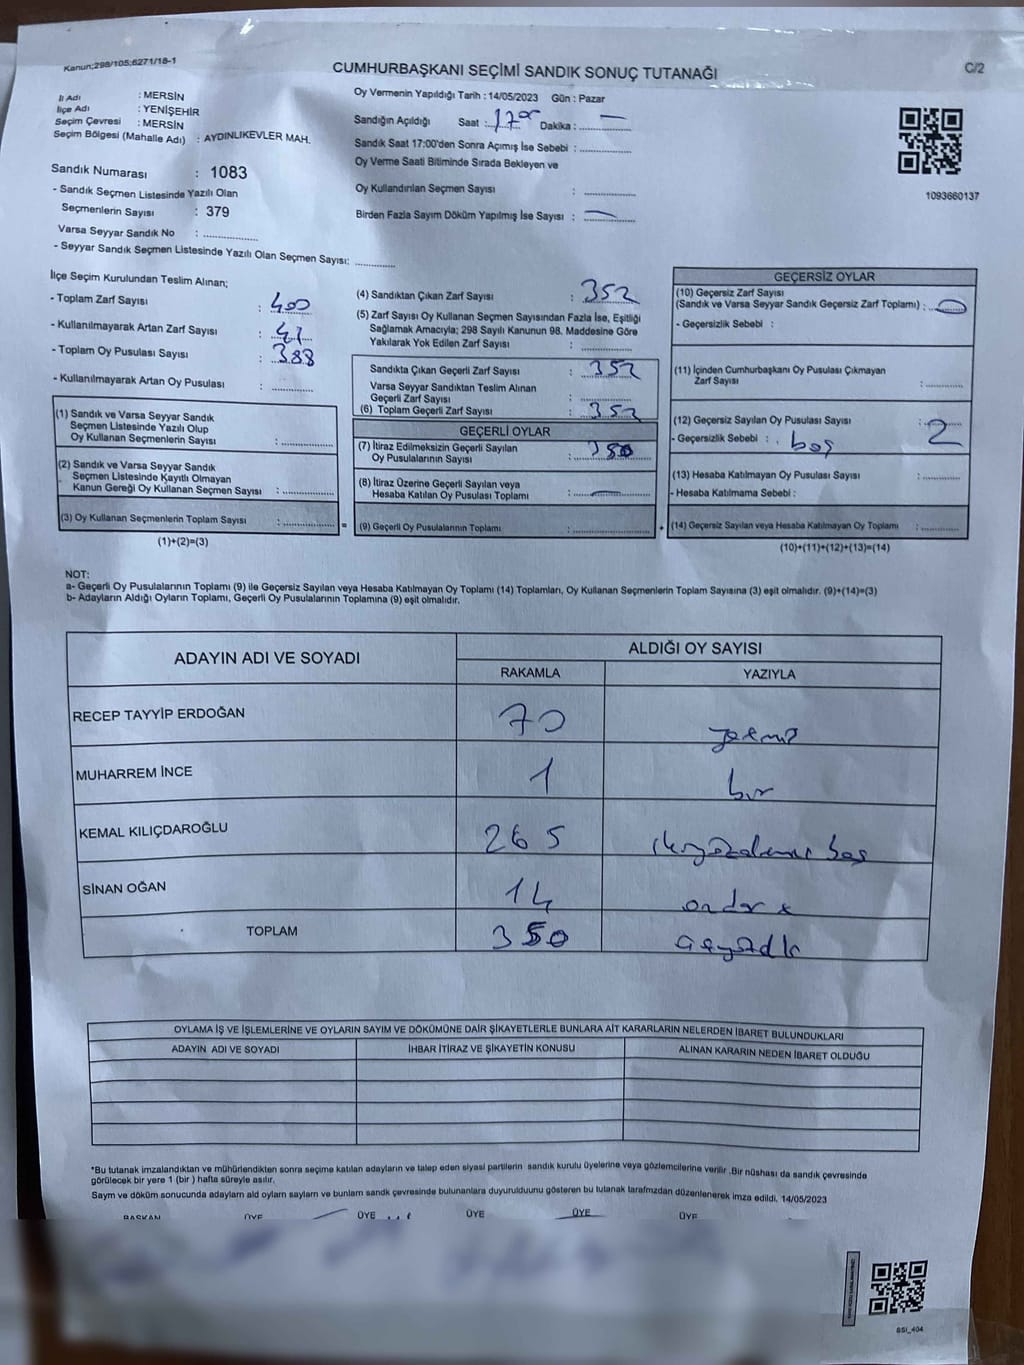 Kanun;298/105;6271/18-1
CUMHURBAŞKANI SEÇİMİ SANDIK SONUÇ TUTANAĞI
C/2
İl Adı : MERSİN
İlçe Adı : YENİŞEHİR
Seçim Çevresi : MERSİN
Seçim Bölgesi (Mahalle Adı) : AYDINLIKEVLER MAH.
Sandık Numarası : 1083
- Sandık Seçmen Listesinde Yazılı Olan
Seçmenlerin Sayısı : 379
Varsa Seyyar Sandık No : ..............
- Seyyar Sandık Seçmen Listesinde Yazılı Olan Seçmen Sayısı: ..........
Oy Vermenin Yapıldığı Tarih : 14/05/2023 Gün : Pazar
Sandığın Açıldığı Saat : 17 00 Dakika : —
Sandık Saat 17:00'den Sonra Açımış İse Sebebi : .............
Oy Verme Saati Bitiminde Sırada Bekleyen ve
Oy Kullandırılan Seçmen Sayısı : .............
Birden Fazla Sayım Döküm Yapılmış İse Sayısı : —
1093660137
İlçe Seçim Kurulundan Teslim Alınan;
- Toplam Zarf Sayısı : 400
- Kullanılmayarak Artan Zarf Sayısı : 41
- Toplam Oy Pusulası Sayısı : 388
- Kullanılmayarak Artan Oy Pusulası : ..........
(1) Sandık ve Varsa Seyyar Sandık
Seçmen Listesinde Yazılı Olup
Oy Kullanan Seçmenlerin Sayısı : .............
(2) Sandık ve Varsa Seyyar Sandık
Seçmen Listesinde Kayıtlı Olmayan
Kanun Gereği Oy Kullanan Seçmen Sayısı : .............
(3) Oy Kullanan Seçmenlerin Toplam Sayısı : .............
(1)+(2)=(3)
(4) Sandıktan Çıkan Zarf Sayısı : 352
(5) Zarf Sayısı Oy Kullanan Seçmen Sayısından Fazla İse, Eşitliği
Sağlamak Amacıyla; 298 Sayılı Kanunun 98. Maddesine Göre
Yakılarak Yok Edilen Zarf Sayısı : .............
Sandıkta Çıkan Geçerli Zarf Sayısı : 352
Varsa Seyyar Sandıktan Teslim Alınan
Geçerli Zarf Sayısı : .............
(6) Toplam Geçerli Zarf Sayısı : 352
GEÇERLİ OYLAR
(7) İtiraz Edilmeksizin Geçerli Sayılan
Oy Pusulalarının Sayısı : 350
(8) İtiraz Üzerine Geçerli Sayılan veya
Hesaba Katılan Oy Pusulası Toplamı : —
= (9) Geçerli Oy Pusulalarının Toplamı : .............
GEÇERSİZ OYLAR
(10) Geçersiz Zarf Sayısı
(Sandık ve Varsa Seyyar Sandık Geçersiz Zarf Toplamı) : 0
- Geçersizlik Sebebi :
(11) İçinden Cumhurbaşkanı Oy Pusulası Çıkmayan
Zarf Sayısı : ..........
(12) Geçersiz Sayılan Oy Pusulası Sayısı : 2
- Geçersizlik Sebebi : boş
(13) Hesaba Katılmayan Oy Pusulası Sayısı : ..........
- Hesaba Katılmama Sebebi :
+ (14) Geçersiz Sayılan veya Hesaba Katılmayan Oy Toplamı : ..........
(10)+(11)+(12)+(13)=(14)
NOT:
a- Geçerli Oy Pusulalarının Toplamı (9) ile Geçersiz Sayılan veya Hesaba Katılmayan Oy Toplamı (14) Toplamları, Oy Kullanan Seçmenlerin Toplam Sayısına (3) eşit olmalıdır. (9)+(14)=(3)
b- Adayların Aldığı Oyların Toplamı, Geçerli Oy Pusulalarının Toplamına (9) eşit olmalıdır.
ADAYIN ADI VE SOYADI
ALDIĞI OY SAYISI
RAKAMLA YAZIYLA
RECEP TAYYİP ERDOĞAN 70 yetmiş
MUHARREM İNCE 1 bir
KEMAL KILIÇDAROĞLU 265 ikiyüzaltmış beş
SİNAN OĞAN 14 ondört
TOPLAM 350
OYLAMA İŞ VE İŞLEMLERİNE VE OYLARIN SAYIM VE DÖKÜMÜNE DAİR ŞİKAYETLERLE BUNLARA AİT KARARLARIN NELERDEN İBARET BULUNDUKLARI
ADAYIN ADI VE SOYADI İHBAR İTİRAZ VE ŞİKAYETİN KONUSU ALINAN KARARIN NEDEN İBARET OLDUĞU
*Bu tutanak imzalandıktan ve mühürlendikten sonra seçime katılan adayların ve talep eden siyasi partilerin sandık kurulu üyelerine veya gözlemcilerine verilir .Bir nüshası da sandık çevresinde
görülecek bir yere 1 (bir ) hafta süreyle asılır.
Sayım ve döküm sonucunda adayların ald oyların sayların ve bunların sandk çevresinde bulunanlara duyurulduunu gösteren bu tutanak tarafmzdan düzenlenerek imza edildi. 14/05/2023
BAŞKAN ÜYE ÜYE ÜYE ÜYE ÜYE
SSİ_404